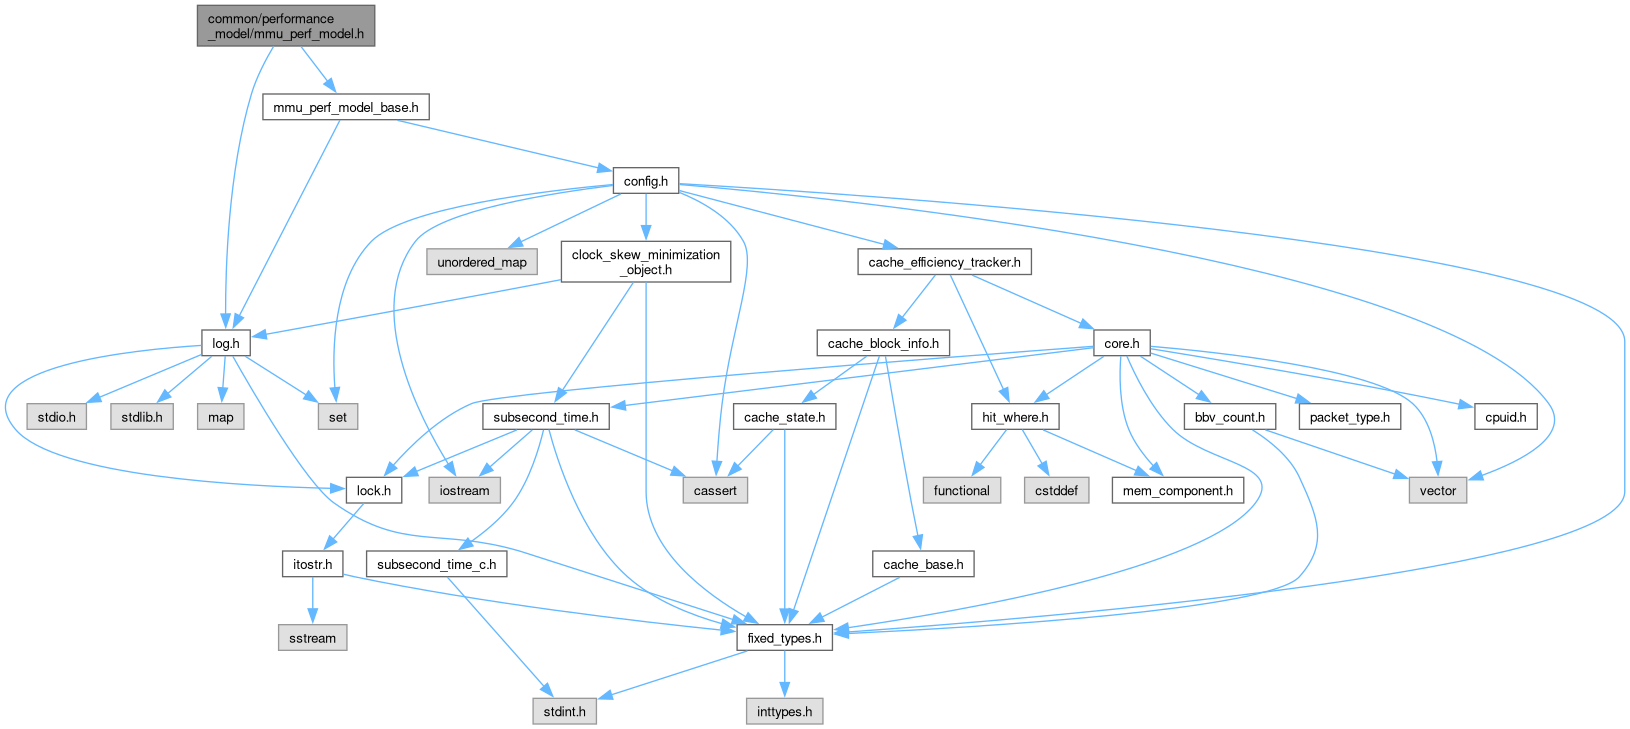 common/performance
_model/mmu_perf_model.h
mmu_perf_model_base.h
config.h
unordered_map
clock_skew_minimization
_object.h
cache_efficiency_tracker.h
log.h
cache_block_info.h
core.h
stdio.h
stdlib.h
map
set
subsecond_time.h
cache_state.h
hit_where.h
bbv_count.h
packet_type.h
cpuid.h
lock.h
iostream
cassert
functional
cstddef
mem_component.h
vector
itostr.h
subsecond_time_c.h
cache_base.h
sstream
fixed_types.h
stdint.h
inttypes.h